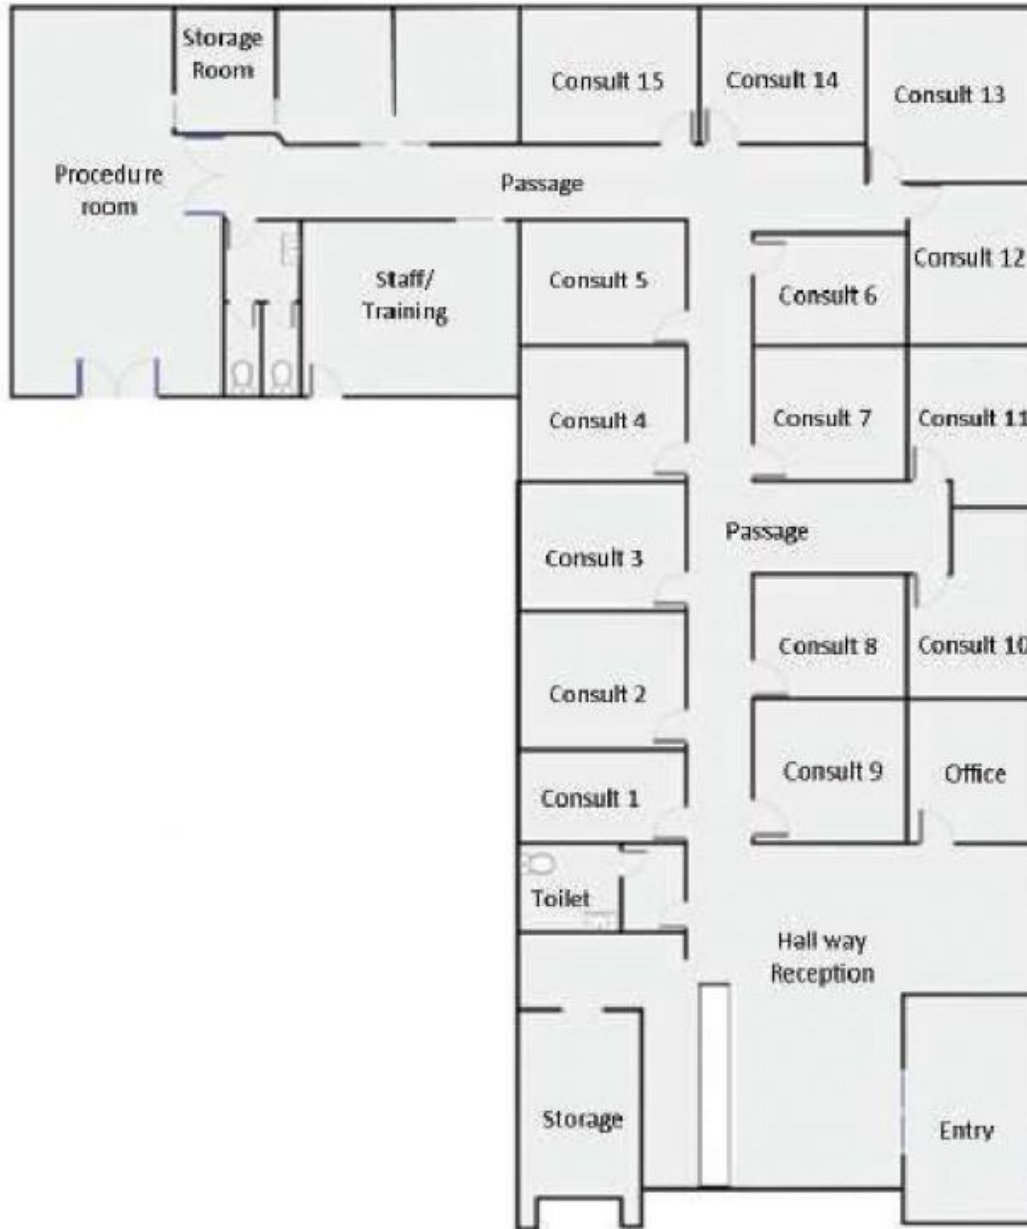 Storage
Room
Consult 15
Consult 14
Consult 13
Procedure
room
Passage
Consult 12
Staff/
Training
Consult 5
Consult 6
Consult 4
Consult 7
Consult 11
Passage
Consult 3
Consult 8
Consult 10
Consult 2
Consult 9
Office
Consult 1
Toilet
Hall way
Reception
Storage
Entry